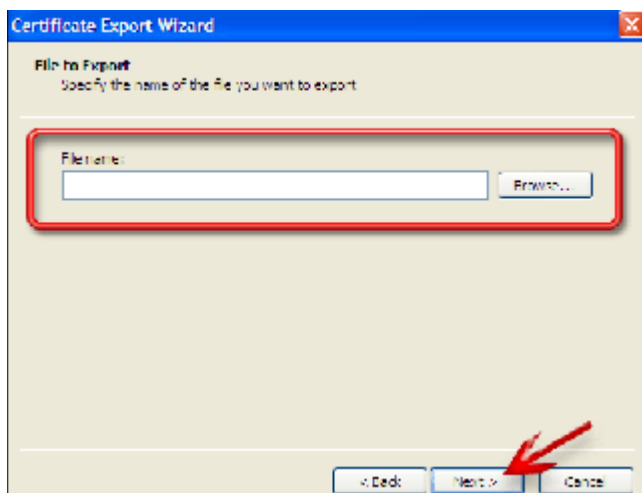 Certificate Export Wizard
File to Export
Specify the name of the file you want to export
File name:
Browse...
< Back
Next >
Cancel